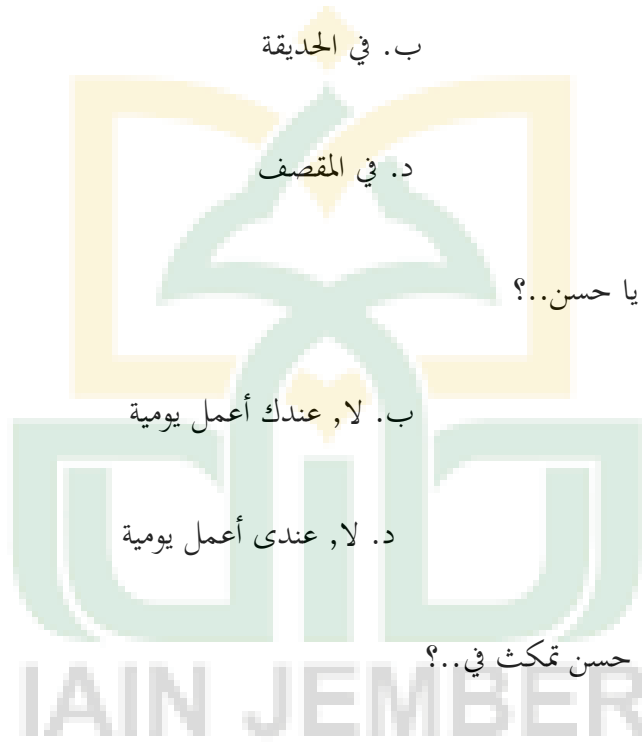 ب. في الحديقة
د. في المقصف
يا حسن..؟
ب. لا, عندك أعمل يومية
د. لا, عندى أعمل يومية
حسن تمكث في..؟
IAIN JEMBER